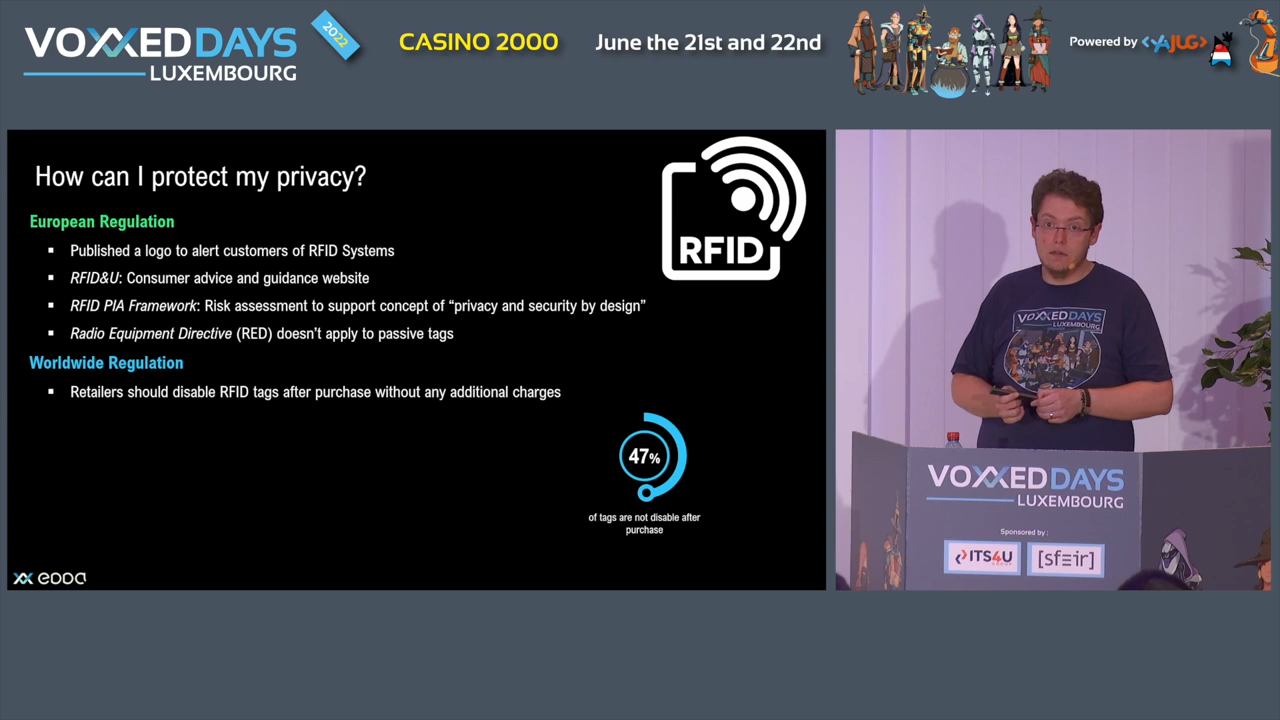 VOXXED DAYS
LUXEMBOURG
2022
CASINO 2000
June the 21st and 22nd
Powered by <YAJUG>
How can I protect my privacy?
RFID
European Regulation
▪ Published a logo to alert customers of RFID Systems
▪ RFID&U: Consumer advice and guidance website
▪ RFID PIA Framework: Risk assessment to support concept of “privacy and security by design”
▪ Radio Equipment Directive (RED) doesn’t apply to passive tags
Worldwide Regulation
▪ Retailers should disable RFID tags after purchase without any additional charges
47%
of tags are not disable after
purchase
eooa
VOXXED DAYS
LUXEMBOURG
VOXXED DAYS
LUXEMBOURG
Sponsored by :
ITS4U
[sfeir]